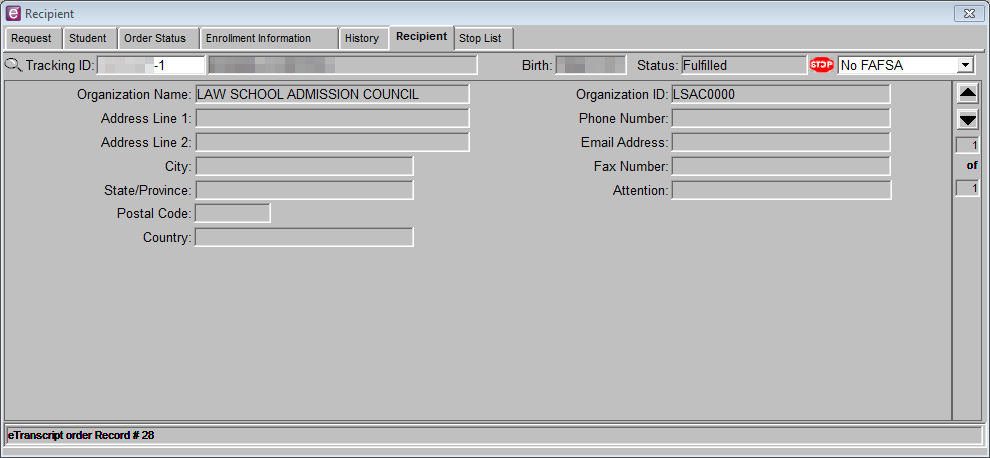 e Recipient
Request Student Order Status Enrollment Information History Recipient Stop List
Tracking ID: -1 Birth: Status: Fulfilled STOP No FAFSA
Organization Name: LAW SCHOOL ADMISSION COUNCIL Organization ID: LSAC0000
Address Line 1: Phone Number:
Address Line 2: Email Address:
City: Fax Number:
State/Province: Attention:
Postal Code:
Country:
1
of
1
eTranscript order Record # 28